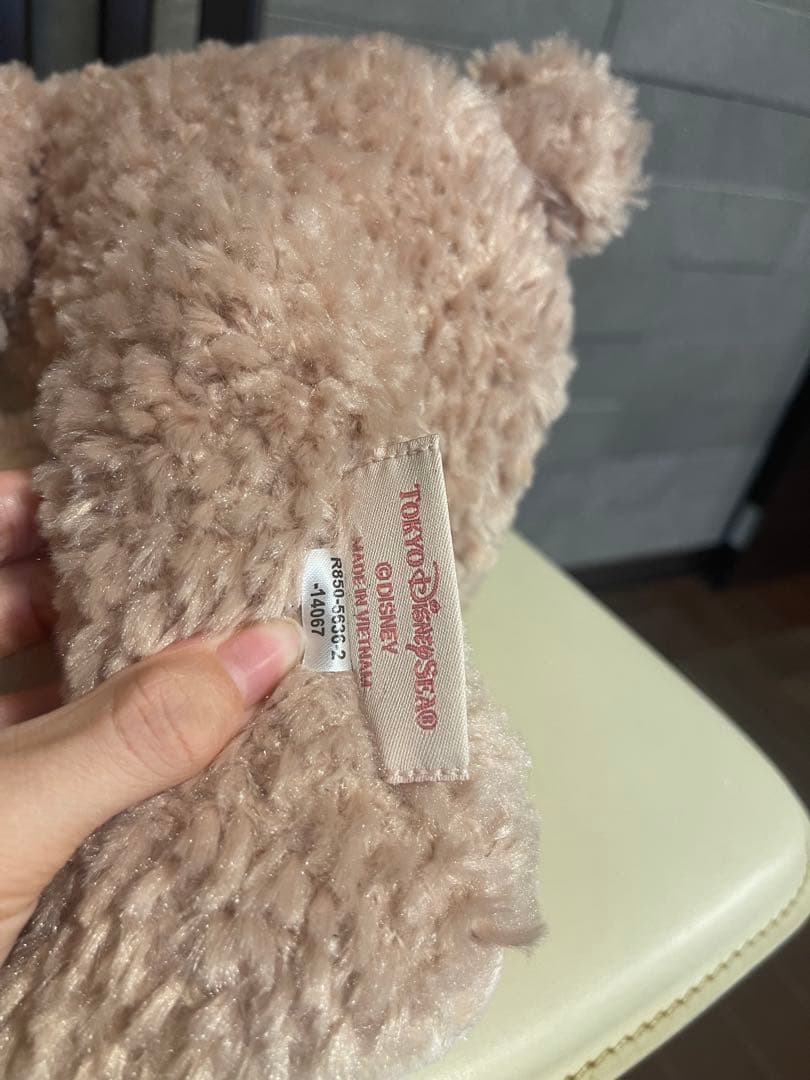 TOKYO DISNEYSEA®
© DISNEY
MADE IN VIETNAM
R850-5636-2
-14067